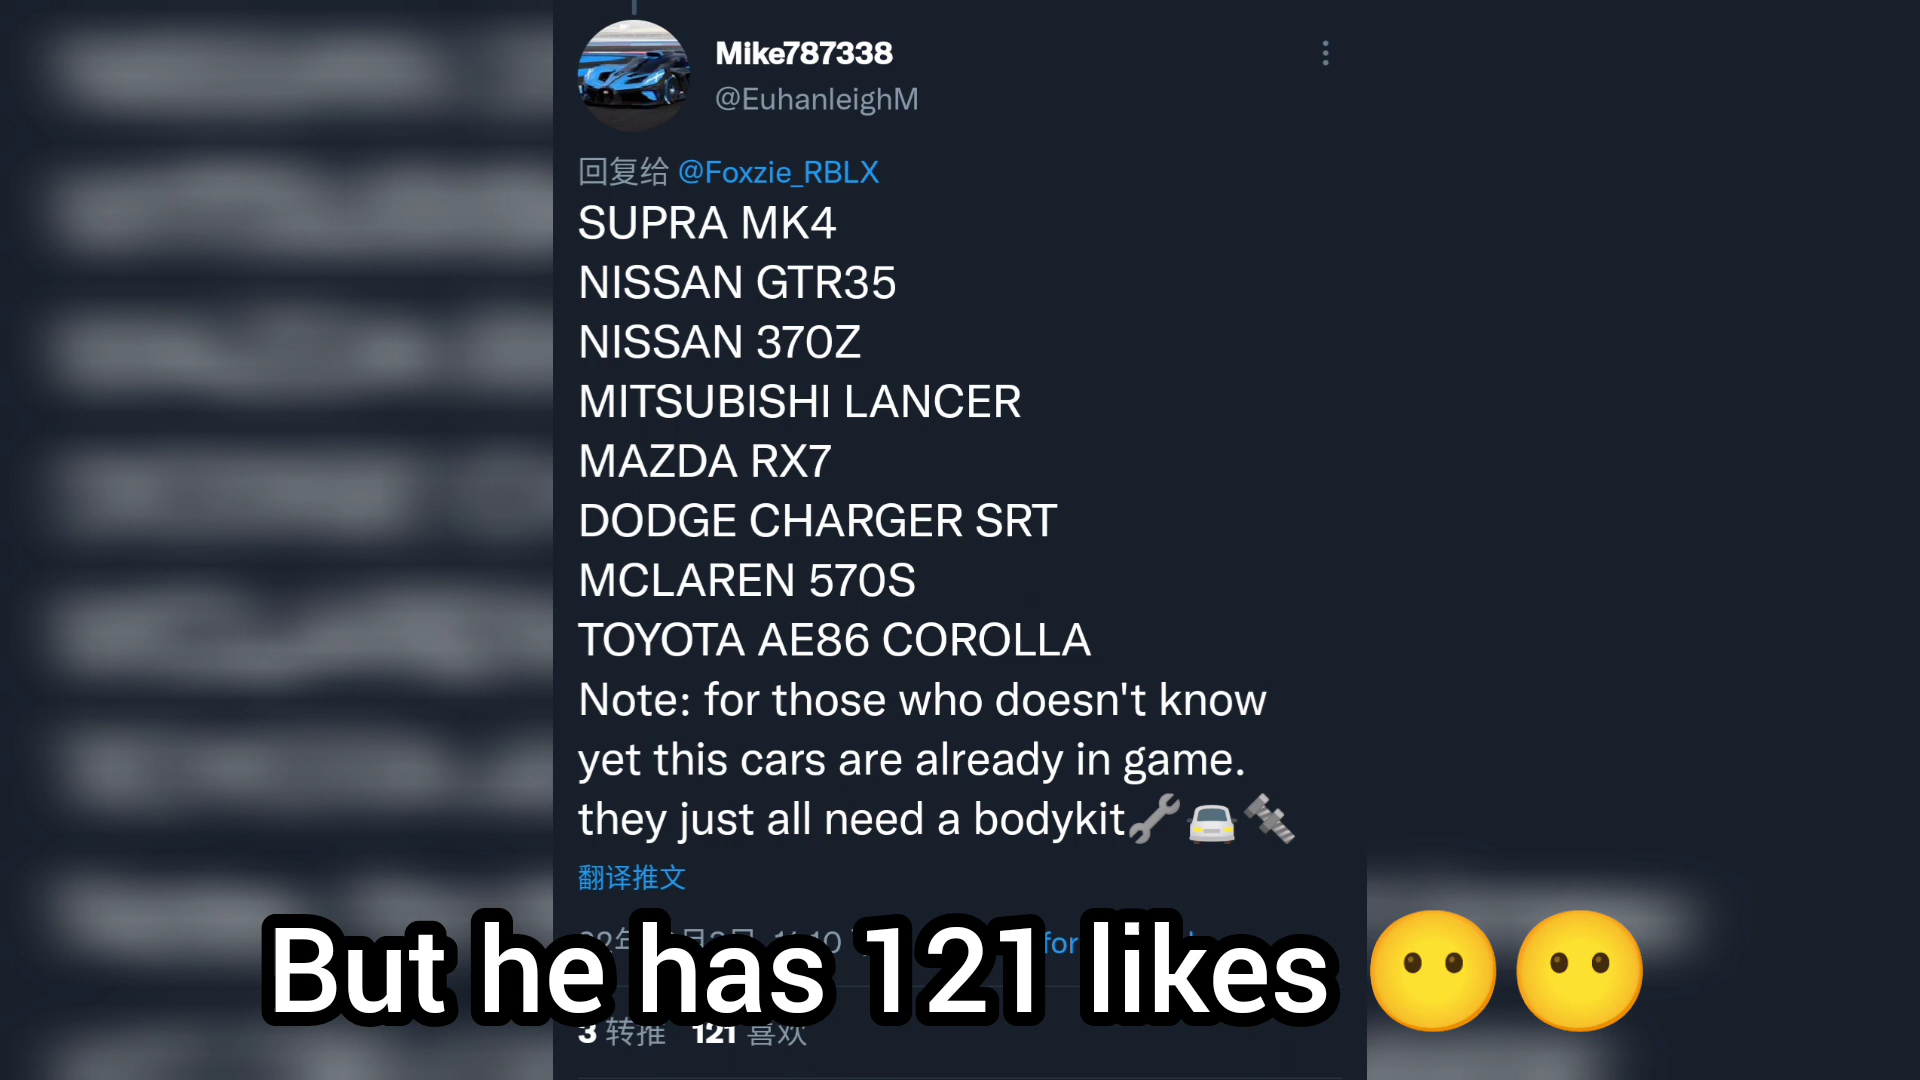 Mike787338
@EuhanleighM
回复给 @Foxzie_RBLX
SUPRA MK4
NISSAN GTR35
NISSAN 370Z
MITSUBISHI LANCER
MAZDA RX7
DODGE CHARGER SRT
MCLAREN 570S
TOYOTA AE86 COROLLA
Note: for those who doesn't know
yet this cars are already in game.
they just all need a bodykit🔧🚘🔩
翻译推文
for
But he has 121 likes 😶😶
3 转推 121 喜欢